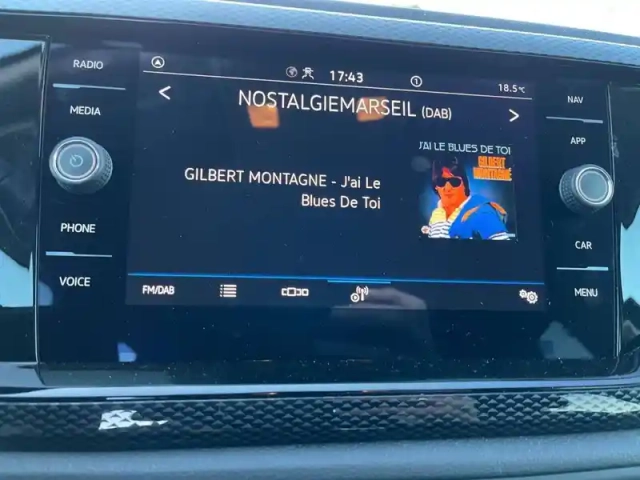 RADIO
MEDIA
PHONE
VOICE
17:43
1
18.5°C
<
NOSTALGIEMARSEIL (DAB)
>
GILBERT MONTAGNE - J'ai Le
Blues De Toi
J'AI LE BLUES DE TOI
GILBERT
MONTAGNE
FM/DAB
NAV
APP
CAR
MENU